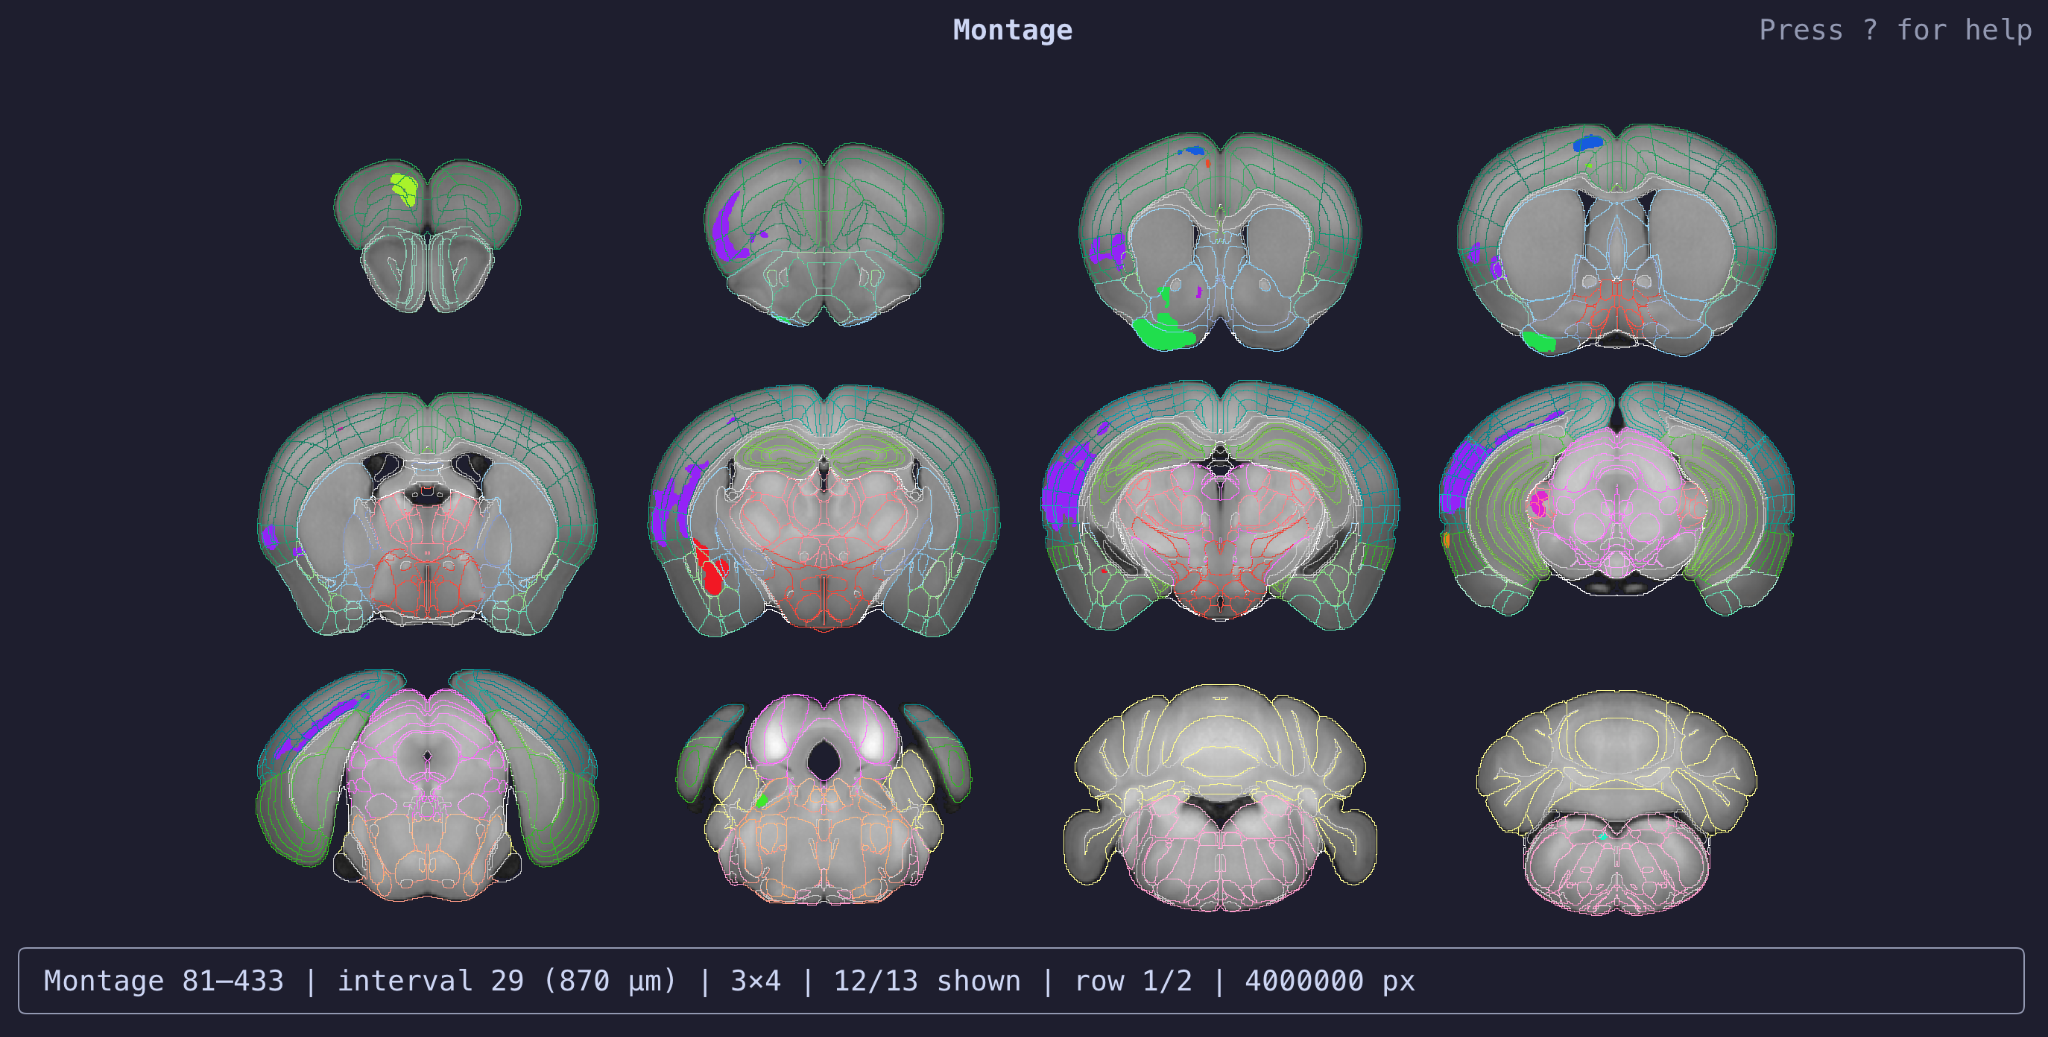 Montage
Press ? for help
Montage 81–433 | interval 29 (870 µm) | 3×4 | 12/13 shown | row 1/2 | 4000000 px